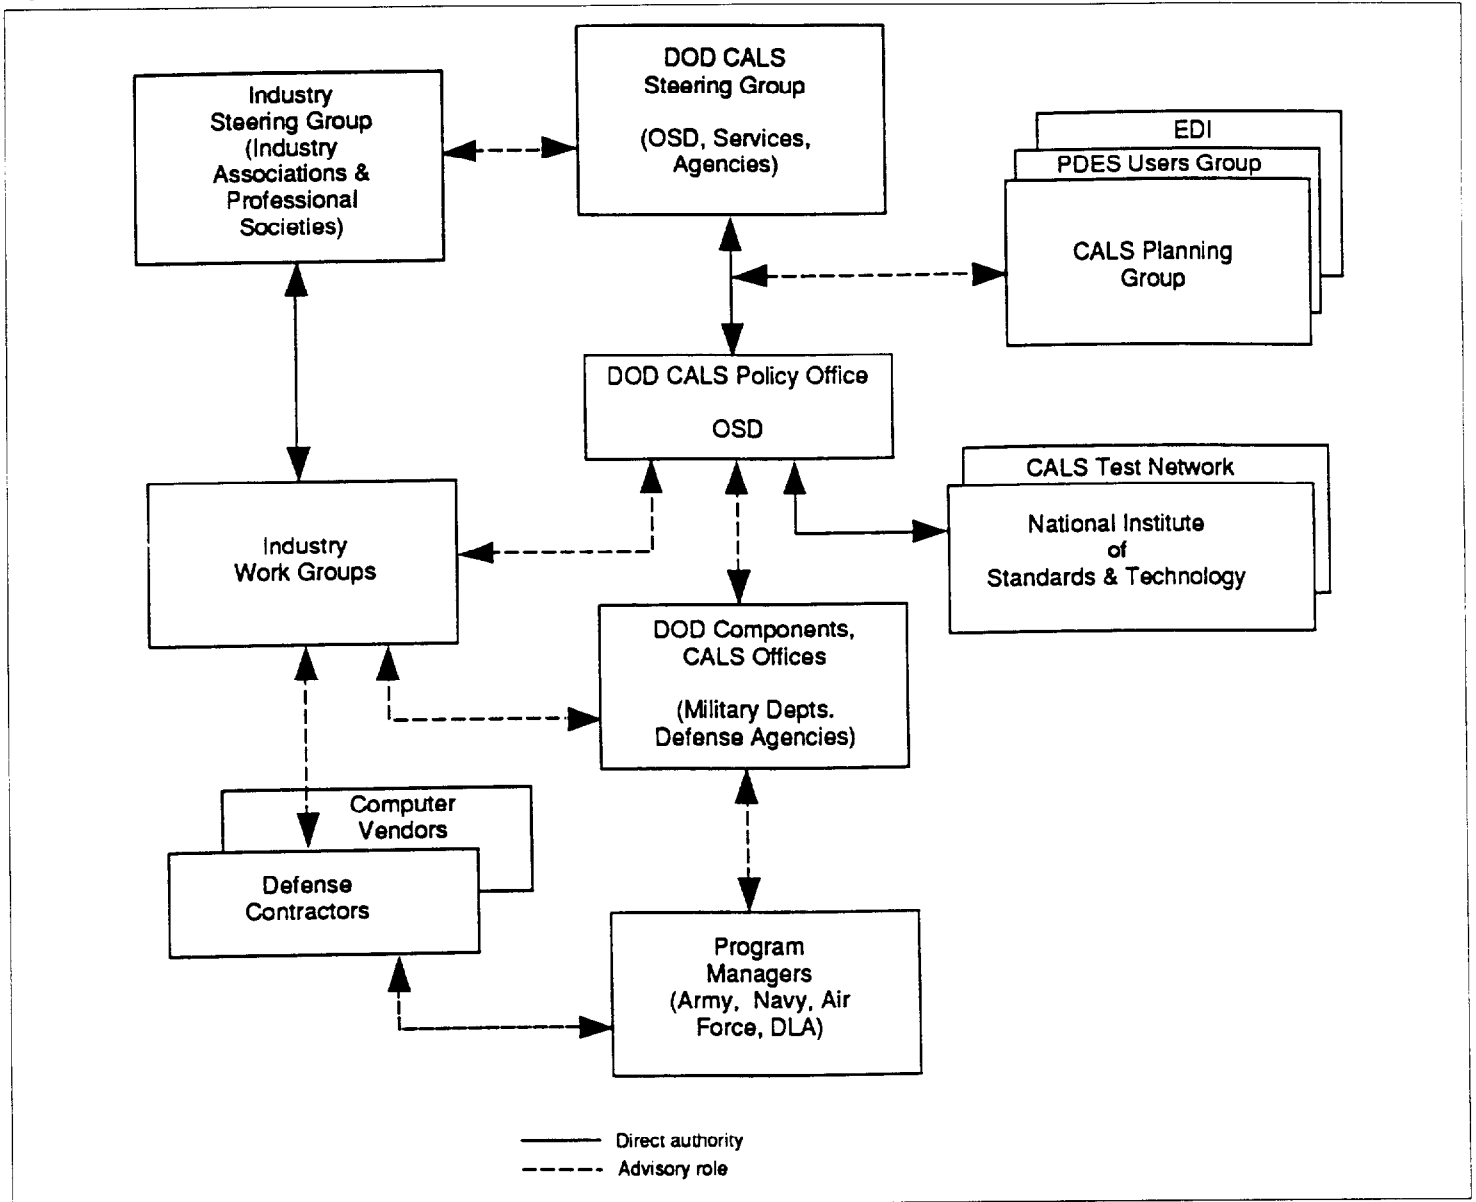 DOD CALS
Steering Group
(OSD, Services,
Agencies)
Industry
Steering Group
(Industry
Associations &
Professional
Societies)
EDI
PDES Users Group
CALS Planning
Group
DOD CALS Policy Office
OSD
CALS Test Network
National Institute
of
Standards & Technology
Industry
Work Groups
DOD Components,
CALS Offices
(Military Depts.
Defense Agencies)
Computer
Vendors
Defense
Contractors
Program
Managers
(Army, Navy, Air
Force, DLA)
Direct authority
Advisory role